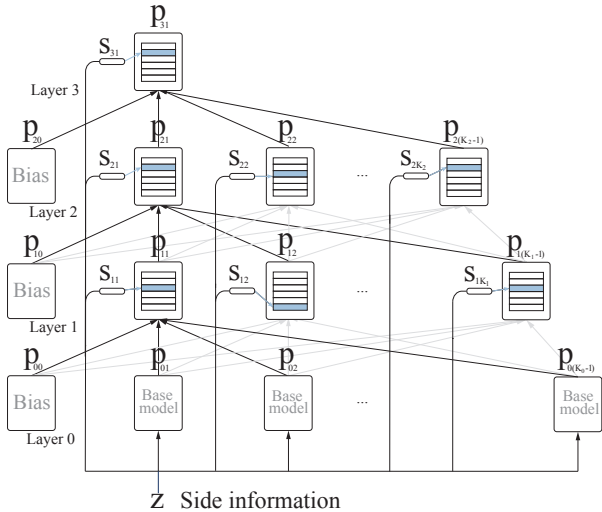 p31
s31
Layer 3
p20 p21 p22 p2(K2-1)
Bias s21 s22 ... s2K2
Layer 2
p10 p11 p12 p1(K1-1)
Bias s11 s12 ... s1K1
Layer 1
p00 p01 p02 p0(K0-1)
Bias Base model Base model ... Base model
Layer 0
z Side information